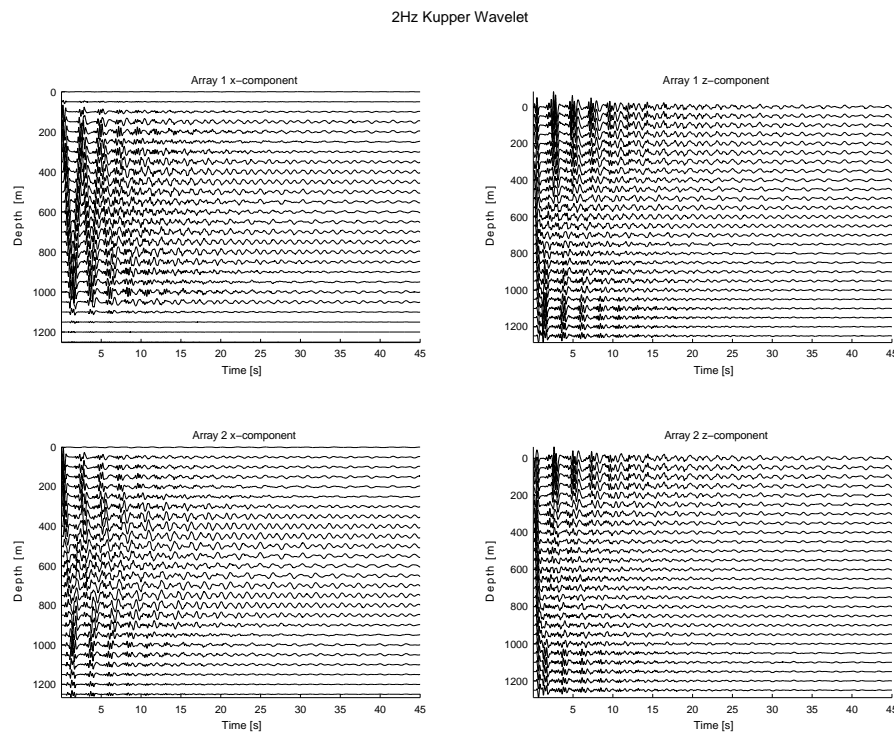 2Hz Kupper Wavelet
Array 1 x−component
0
200
400
600
800
1000
1200
Depth [m]
5 10 15 20 25 30 35 40 45
Time [s]
Array 1 z−component
0
200
400
600
800
1000
1200
Depth [m]
5 10 15 20 25 30 35 40 45
Time [s]
Array 2 x−component
0
200
400
600
800
1000
1200
Depth [m]
5 10 15 20 25 30 35 40 45
Time [s]
Array 2 z−component
0
200
400
600
800
1000
1200
Depth [m]
5 10 15 20 25 30 35 40 45
Time [s]